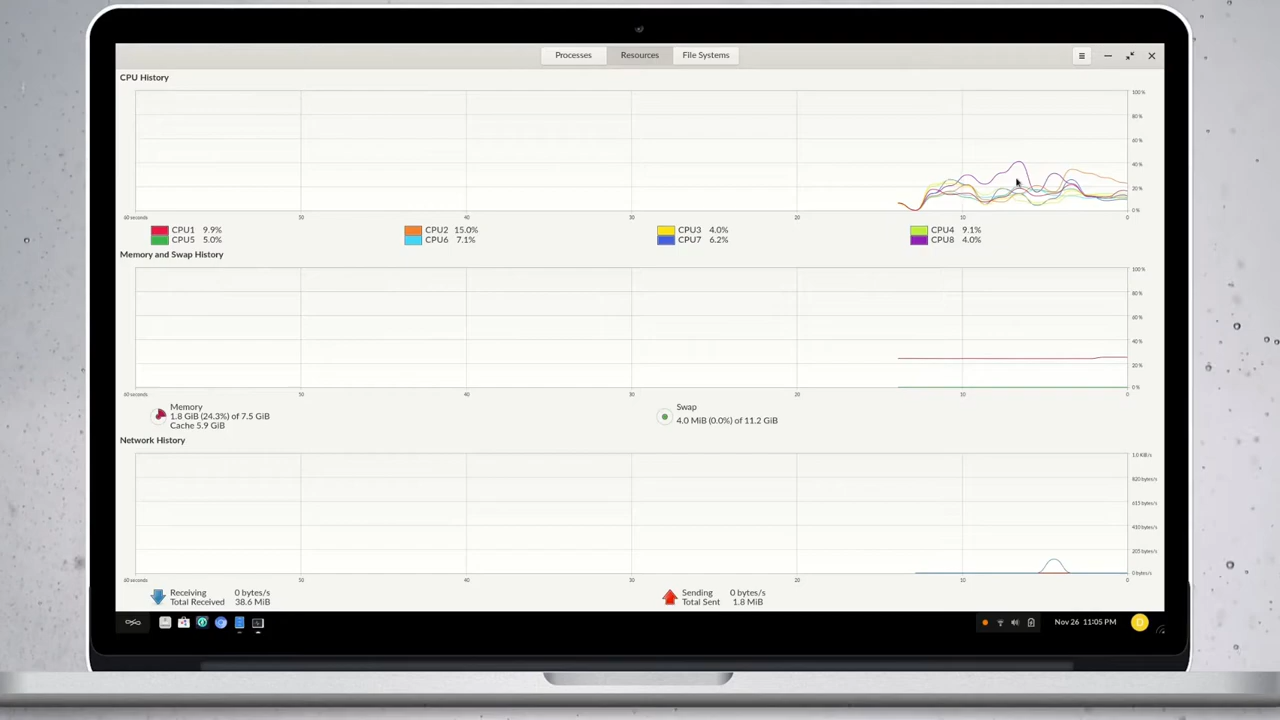 Processes Resources File Systems
CPU History
100 %
80 %
60 %
40 %
20 %
0 %
60 seconds 50 40 30 20 10 0
CPU1 9.9% CPU2 15.0% CPU3 4.0% CPU4 9.1%
CPU5 5.0% CPU6 7.1% CPU7 6.2% CPU8 4.0%
Memory and Swap History
100 %
80 %
60 %
40 %
20 %
0 %
60 seconds 50 40 30 20 10 0
Memory Swap
1.8 GiB (24.3%) of 7.5 GiB 4.0 MiB (0.0%) of 11.2 GiB
Cache 5.9 GiB
Network History
1.0 KiB/s
820 bytes/s
615 bytes/s
410 bytes/s
205 bytes/s
0 bytes/s
60 seconds 50 40 30 20 10 0
Receiving 0 bytes/s Sending 0 bytes/s
Total Received 38.6 MiB Total Sent 1.8 MiB
Nov 26 11:05 PM D